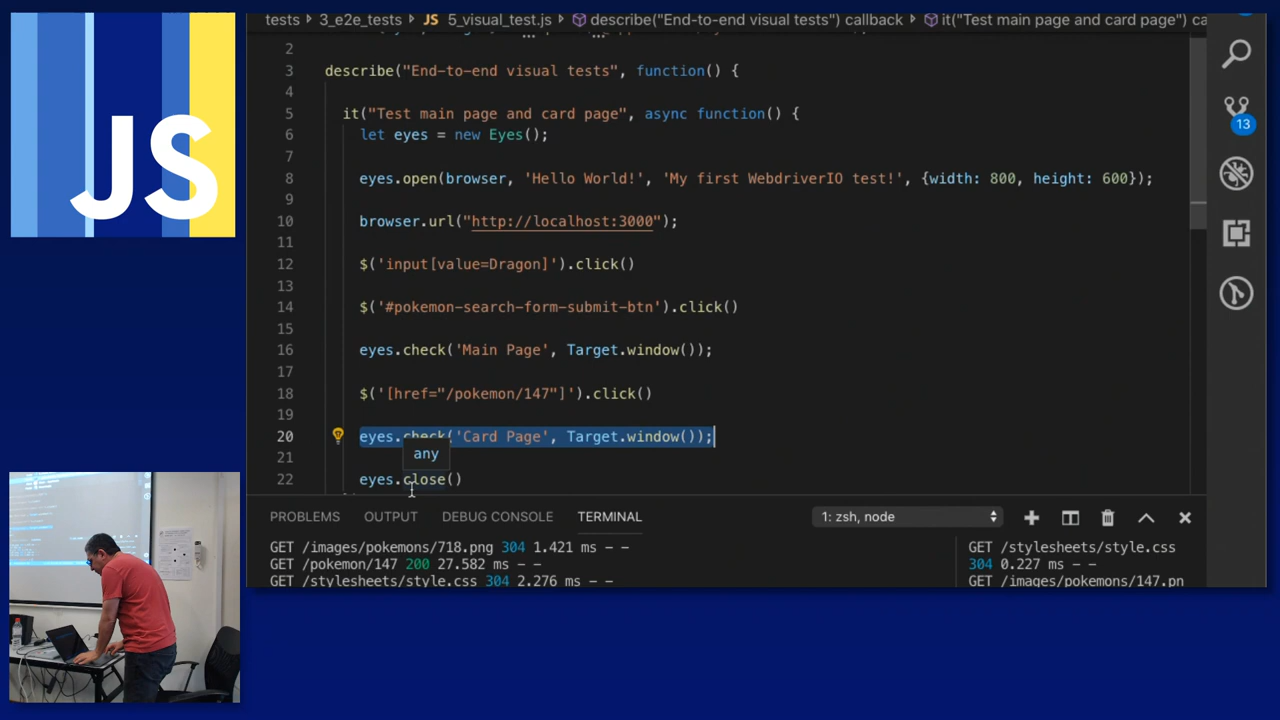 JS
tests 3_e2e_tests JS 5_visual_test.js describe("End-to-end visual tests") callback it("Test main page and card page") ca
2
3 describe("End-to-end visual tests", function() {
4
5 it("Test main page and card page", async function() {
6 let eyes = new Eyes();
7
8 eyes.open(browser, 'Hello World!', 'My first WebdriverIO test!', {width: 800, height: 600});
9
10 browser.url("http://localhost:3000");
11
12 $('input[value=Dragon]').click()
13
14 $('#pokemon-search-form-submit-btn').click()
15
16 eyes.check('Main Page', Target.window());
17
18 $('[href="/pokemon/147"]').click()
19
20 eyes.check('Card Page', Target.window());
21
any
22 eyes.close()
13
PROBLEMS OUTPUT DEBUG CONSOLE TERMINAL 1: zsh, node
GET /images/pokemons/718.png 304 1.421 ms - -
GET /pokemon/147 200 27.582 ms - -
GET /stylesheets/style.css 304 2.276 ms - -
GET /stylesheets/style.css
304 0.227 ms - -
GET /images/pokemons/147.pn